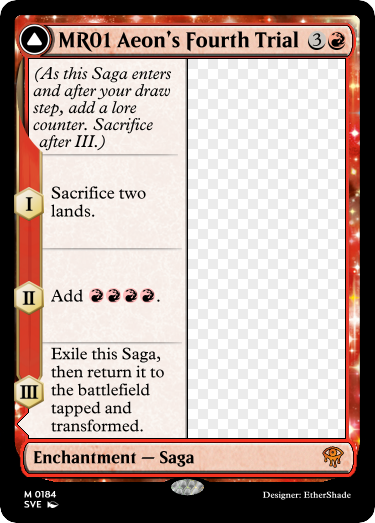 MR01 Aeon's Fourth Trial 3
(As this Saga enters
and after your draw
step, add a lore
counter. Sacrifice
after III.)
I
Sacrifice two
lands.
II
Add .
III
Exile this Saga,
then return it to
the battlefield
tapped and
transformed.
Enchantment — Saga
M 0184
SVE
Designer: EtherShade